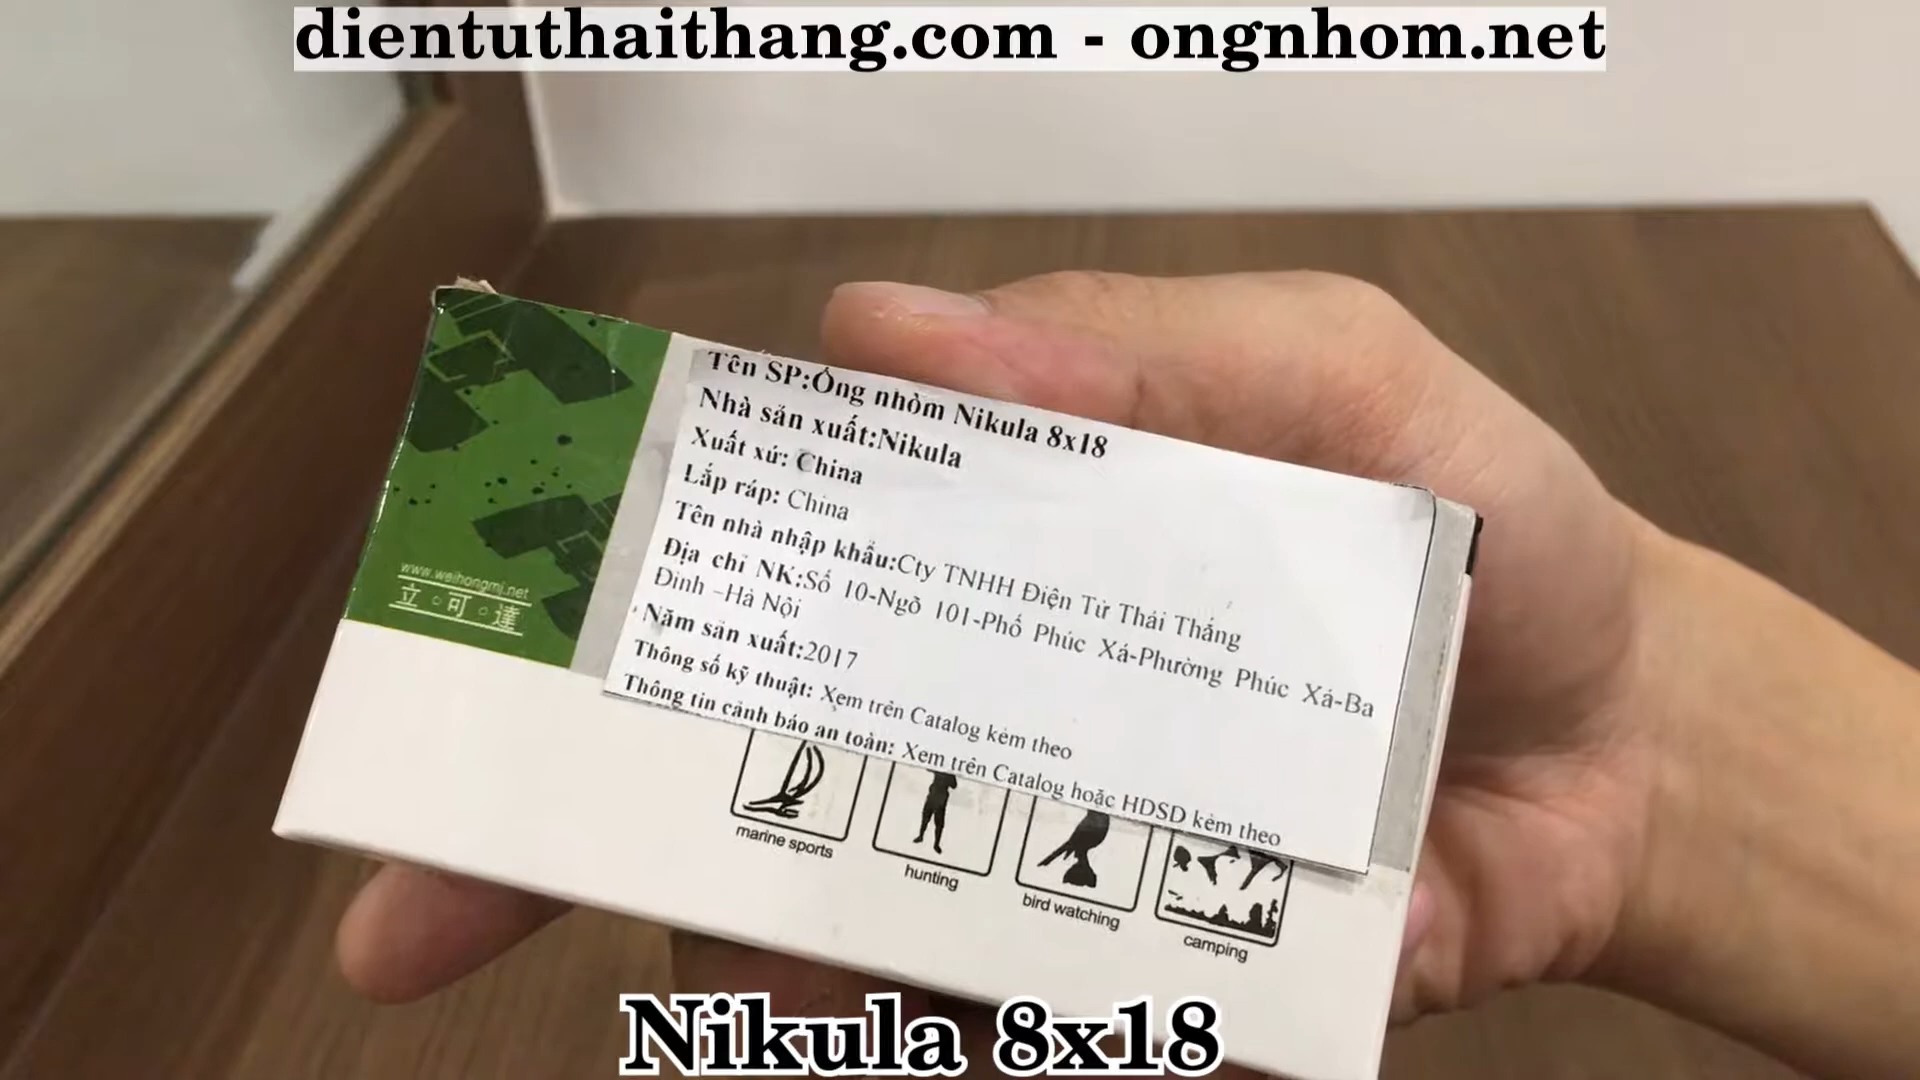 dientuthaithang.com - ongnhom.net
Tên SP:Ống nhòm Nikula 8x18
Nhà sản xuất:Nikula
Xuất xứ: China
Lắp ráp: China
Tên nhà nhập khẩu:Cty TNHH Điện Tử Thái Thắng
Địa chỉ NK:Số 10-Ngõ 101-Phố Phúc Xá-Phường Phúc Xá-Ba
Đình -Hà Nội
Năm sản xuất:2017
Thông số kỹ thuật: Xem trên Catalog kèm theo
Thông tin cảnh báo an toàn: Xem trên Catalog hoặc HDSD kèm theo
www.weihongmj.net
立。可。達
marine sports
hunting
bird watching
camping
Nikula 8x18